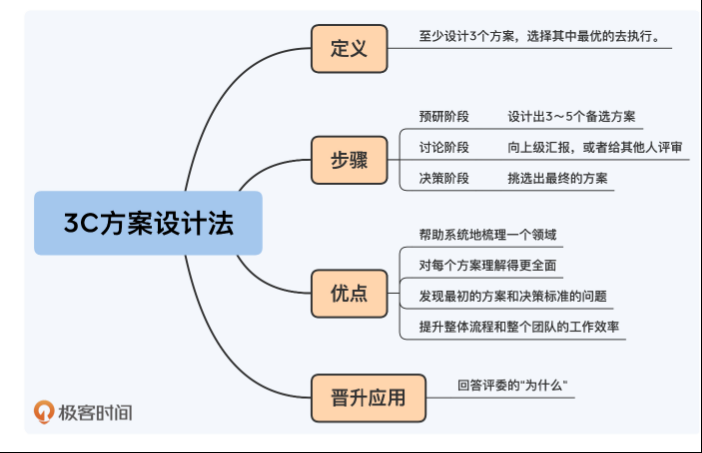 3C方案设计法
定义
至少设计3个方案，选择其中最优的去执行。
步骤
预研阶段 设计出3～5个备选方案
讨论阶段 向上级汇报，或者给其他人评审
决策阶段 挑选出最终的方案
优点
帮助系统地梳理一个领域
对每个方案理解得更全面
发现最初的方案和决策标准的问题
提升整体流程和整个团队的工作效率
晋升应用
回答评委的"为什么"
极客时间